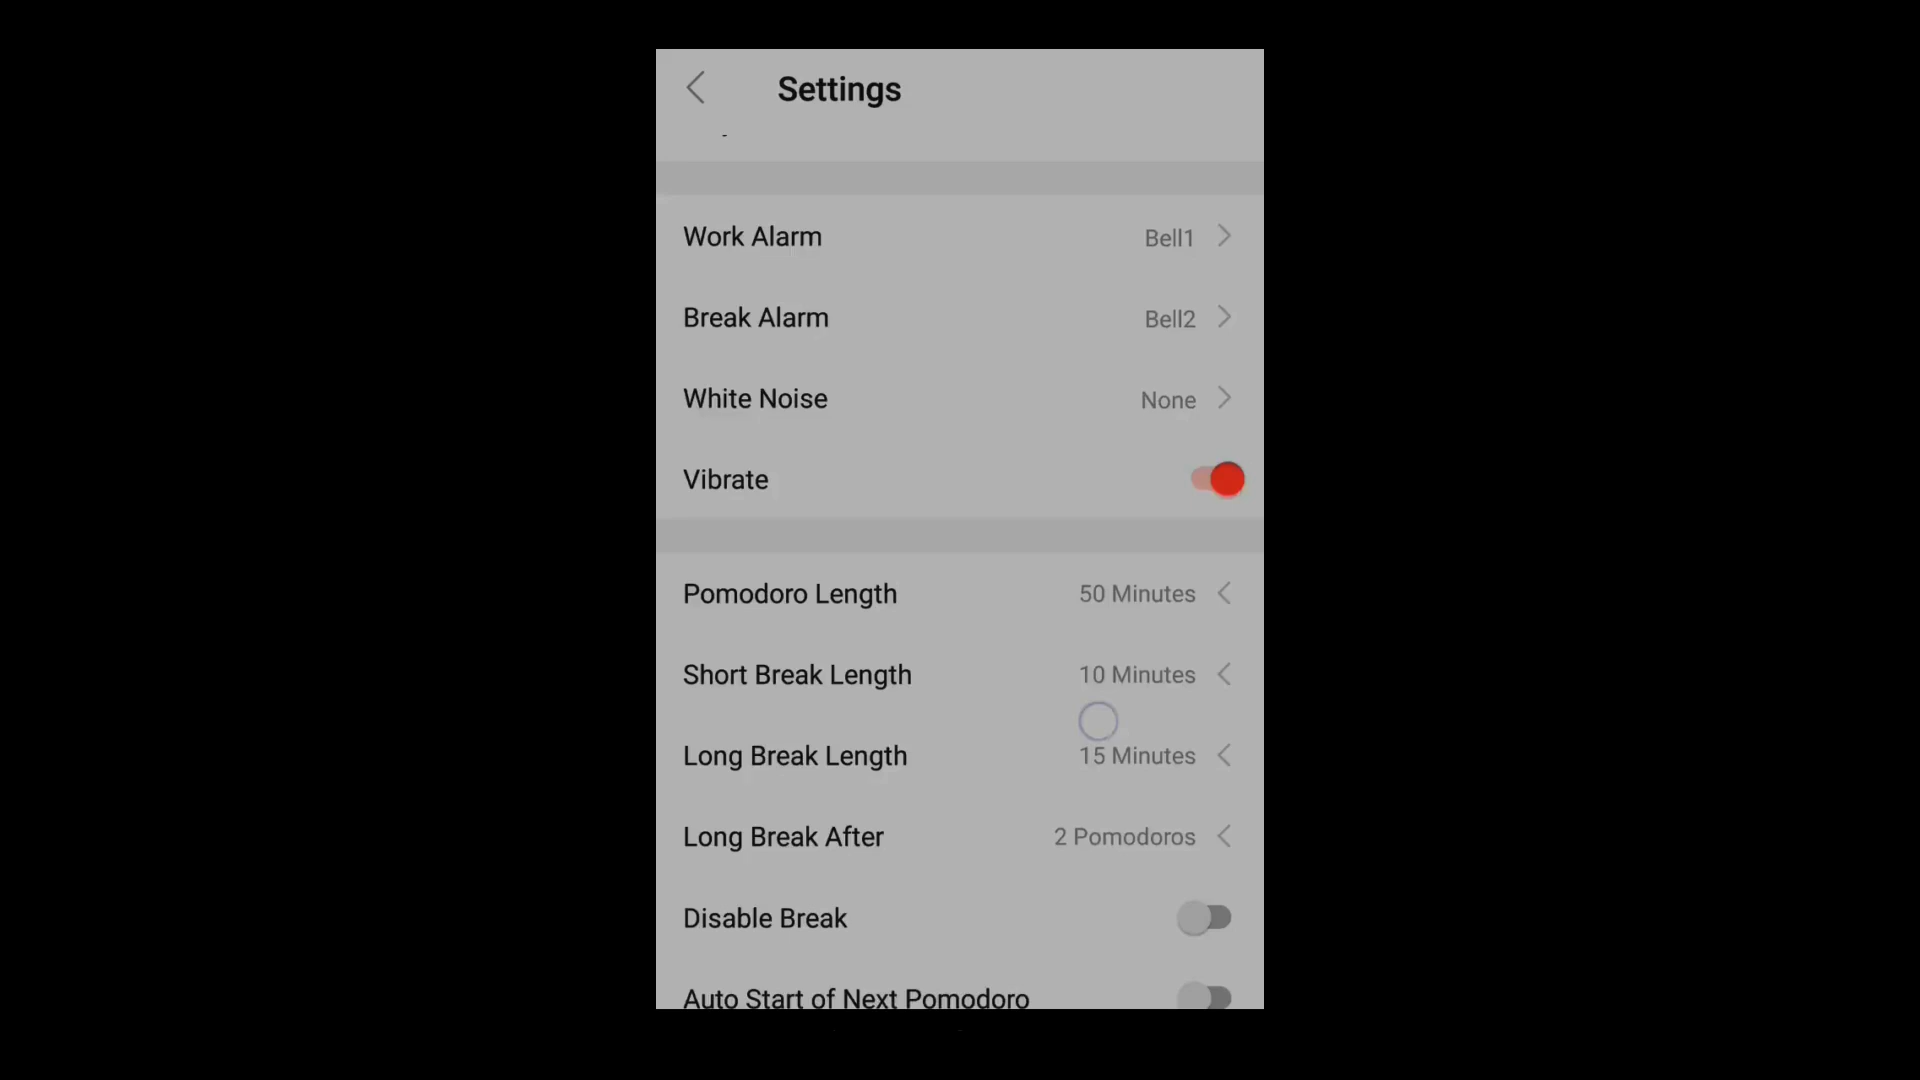 Settings
Work Alarm Bell1
Break Alarm Bell2
White Noise None
Vibrate
Pomodoro Length 50 Minutes
Short Break Length 10 Minutes
Long Break Length 15 Minutes
Long Break After 2 Pomodoros
Disable Break
Auto Start of Next Pomodoro